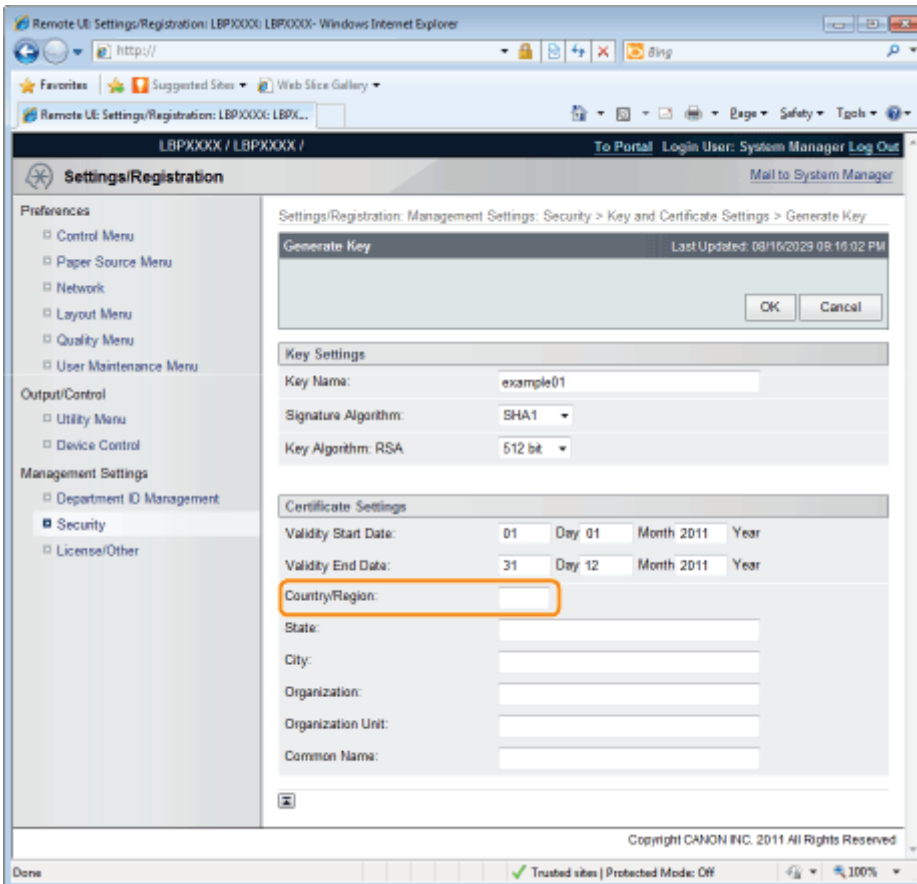 Remote UI: Settings/Registration: LBPXXXX: LBPXXXX- Windows Internet Explorer
http://
Bing
Favorites Suggested Sites Web Slice Gallery
Remote UI: Settings/Registration: LBPXXXX: LBPX...
Page Safety Tools
LBPXXXX / LBPXXXX /
To Portal Login User: System Manager Log Out
Settings/Registration
Mail to System Manager
Preferences
Control Menu
Paper Source Menu
Network
Layout Menu
Quality Menu
User Maintenance Menu
Output/Control
Utility Menu
Device Control
Management Settings
Department ID Management
Security
License/Other
Settings/Registration: Management Settings: Security > Key and Certificate Settings > Generate Key
Generate Key
Last Updated: 08/16/2029 09:16:02 PM
OK Cancel
Key Settings
Key Name: example01
Signature Algorithm: SHA1
Key Algorithm: RSA 512 bit
Certificate Settings
Validity Start Date: 01 Day 01 Month 2011 Year
Validity End Date: 31 Day 12 Month 2011 Year
Country/Region:
State:
City:
Organization:
Organization Unit:
Common Name:
Copyright CANON INC. 2011 All Rights Reserved
Done
Trusted sites | Protected Mode: Off
100%